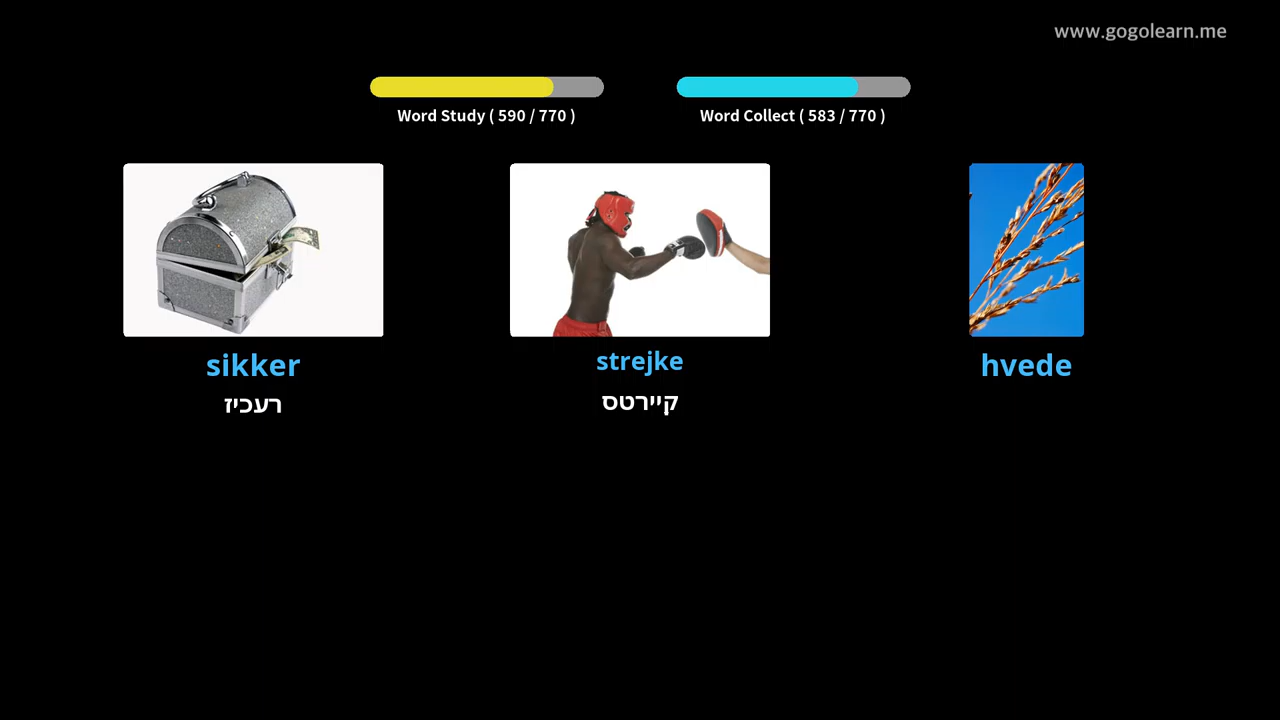 www.gogolearn.me
Word Study ( 590 / 770 )
Word Collect ( 583 / 770 )
sikker
רעכיז
strejke
קיירטס
hvede